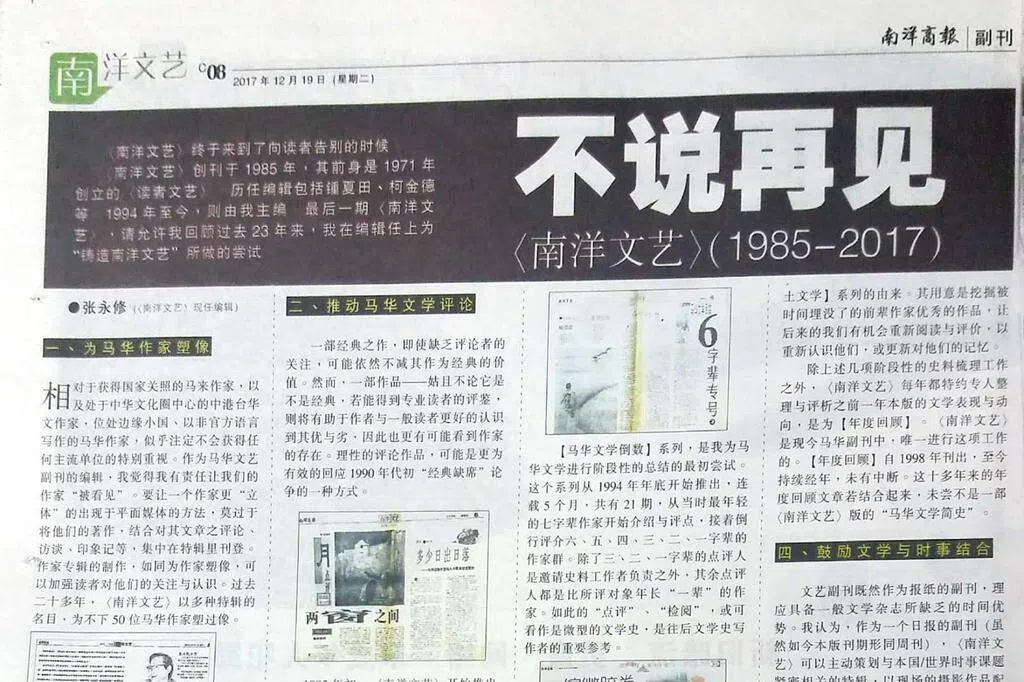 南洋商報 副刊
南洋文艺 C08 2017年12月19日（星期二）
不说再见
〈南洋文艺〉(1985-2017)
〈南洋文艺〉终于来到了向读者告别的时候
〈南洋文艺〉创刊于1985年，其前身是1971年
创立的〈读者文艺〉 历任编辑包括锺夏田、柯金德
等 1994年至今，则由我主编 最后一期〈南洋文
艺〉，请允许我回顾过去23年来，我在编辑任上为
“铸造南洋文艺”所做的尝试
●张永修（〈南洋文艺〉现任编辑）
一、为马华作家塑像
相对于获得国家关照的马来作家，以
及处于中华文化圈中心的中港台华
文作家，位处边缘小国、以非官方语言
写作的马华作家，似乎注定不会获得任
何主流单位的特别重视。作为马华文艺
副刊的编辑，我觉得我有责任让我们的
作家“被看见”。要让一个作家更“立
体”的出现于平面媒体的方法，莫过于
将他们的著作，结合对其文章之评论、
访谈、印象记等，集中在特辑里刊登。
作家专辑的制作，如同为作家塑像，可
以加强读者对他们的关注与认识。过去
二十多年，〈南洋文艺〉以多种特辑的
名目，为不下50位马华作家塑过像。
二、推动马华文学评论
一部经典之作，即使缺乏评论者的
关注，可能依然不减其作为经典的价
值。然而，一部作品——姑且不论它是
不是经典，若能得到专业读者的评鉴，
则将有助于作者与一般读者更好的认识
到其优与劣，因此也更有可能看到作家
的存在。理性的评论作品，可能是更为
有效的回应1990年代初“经典缺席”论
争的一种方式。
月
多少日出日落
两窗之间
6字辈专号
【马华文学倒数】系列，是我为马
华文学进行阶段性的总结的最初尝试。
这个系列从1994年年底开始推出，连
载5个月，共有21期，从当时最年轻
的七字辈作家开始介绍与评点，接着倒
行评介六、五、四、三、二、一字辈的
作家群。除了三、二、一字辈的点评人
是邀请史料工作者负责之外，其余点评
人都是比所评对象年长“一辈”的作
家。如此的“点评”、“检阅”，或可
看作是微型的文学史，是往后文学史写
作者的重要参考。
土文学】系列的由来。其用意是挖掘被
时间埋没了的前辈作家优秀的作品，让
后来的我们有机会重新阅读与评价，以
重新认识他们，或更新对他们的记忆。
除上述几项阶段性的史料梳理工作
之外，〈南洋文艺〉每年都特约专人整
理与评析之前一年本版的文学表现与动
向，是为【年度回顾】。〈南洋文艺〉
是现今马华副刊中，唯一进行这项工作
的。【年度回顾】自1998年刊出，至今
持续经年，未有中断。这十多年来的年
度回顾文章若结合起来，未尝不是一部
〈南洋文艺〉版的“马华文学简史”。
四、鼓励文学与时事结合
文艺副刊既然作为报纸的副刊，理
应具备一般文学杂志所缺乏的时间优
势。我认为，作为一个日报的副刊（虽
然如今本版刊期形同周刊），〈南洋文
艺〉可以主动策划与本国/世界时事课题
紧密相关的特辑，以现场的摄影作品配